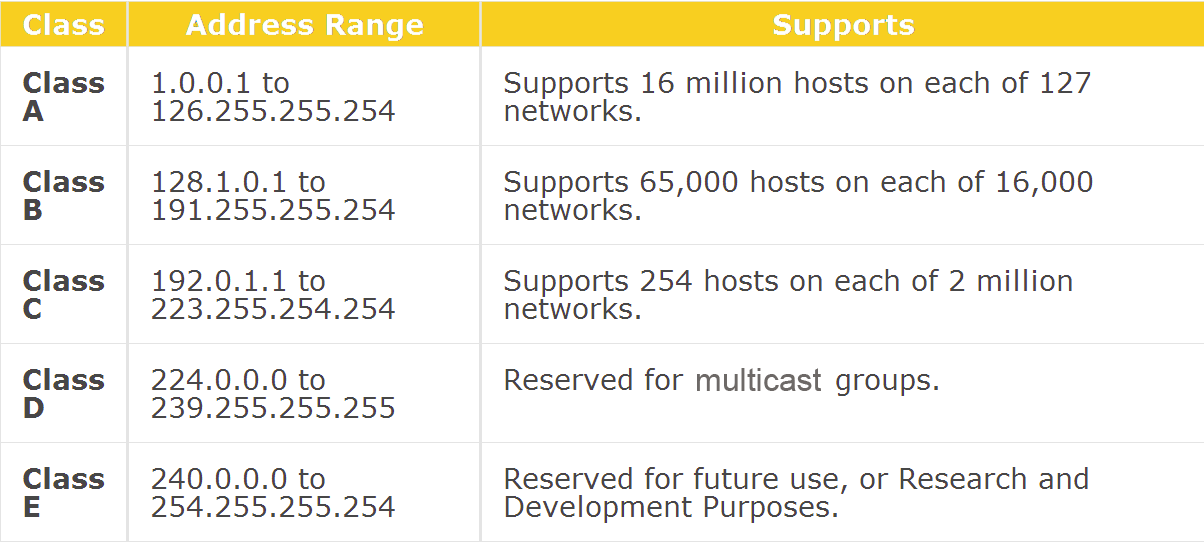 Class Address Range Supports
Class 1.0.0.1 to Supports 16 million hosts on each of 127
A 126.255.255.254 networks.
Class 128.1.0.1 to Supports 65,000 hosts on each of 16,000
B 191.255.255.254 networks.
Class 192.0.1.1 to Supports 254 hosts on each of 2 million
C 223.255.254.254 networks.
Class 224.0.0.0 to Reserved for multicast groups.
D 239.255.255.255
Class 240.0.0.0 to Reserved for future use, or Research and
E 254.255.255.254 Development Purposes.